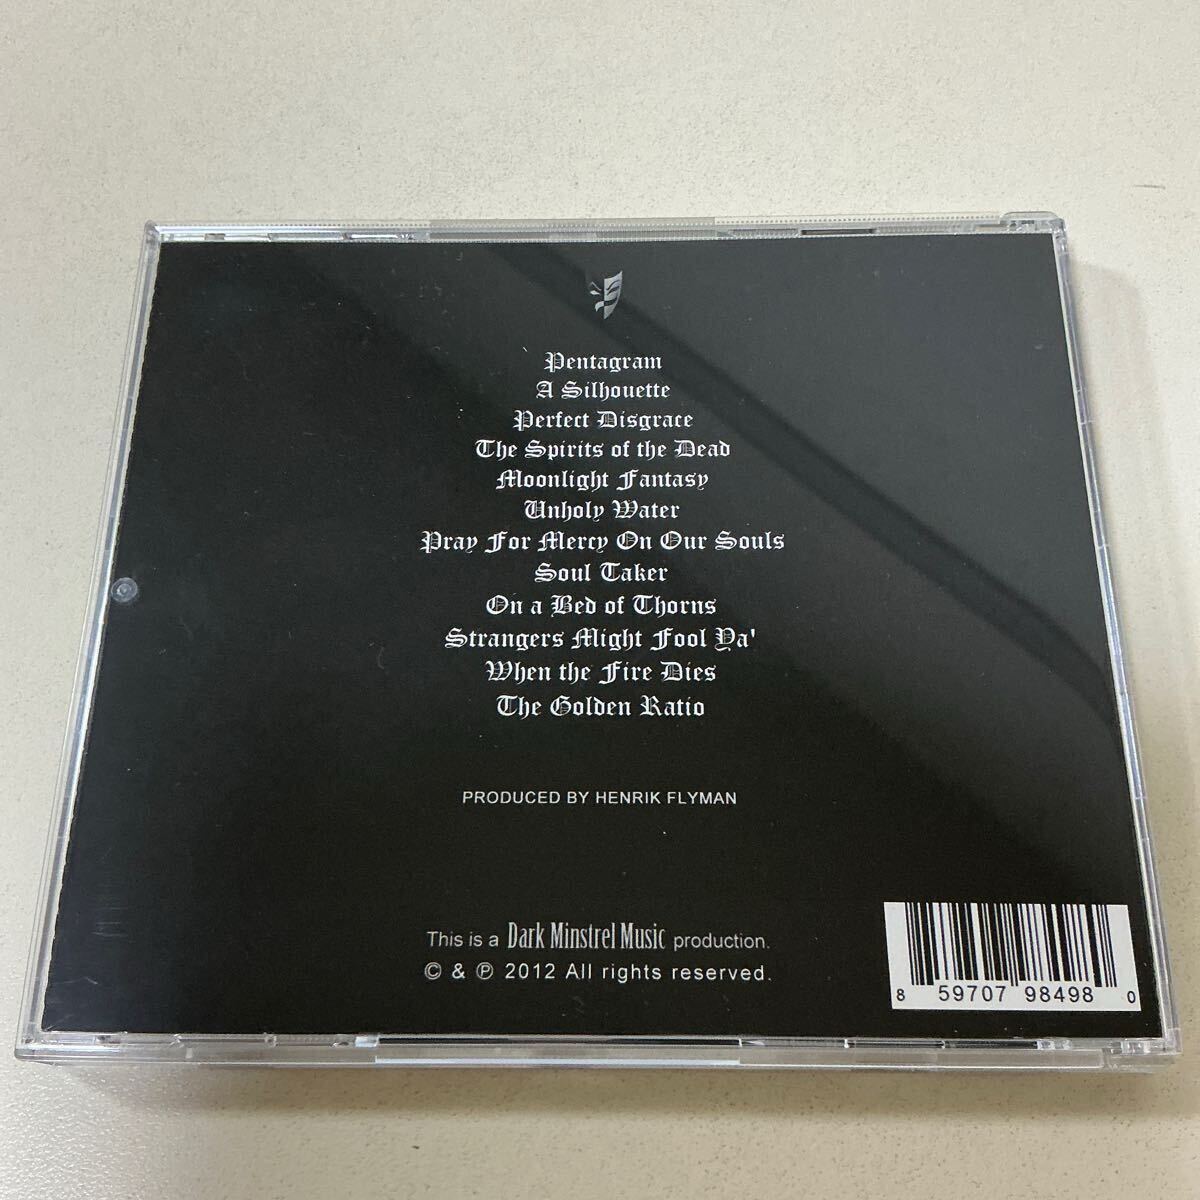 Pentagram
A Silhouette
Perfect Disgrace
The Spirits of the Dead
Moonlight Fantasy
Unholy Water
Pray For Mercy On Our Souls
Soul Taker
On a Bed of Thorns
Strangers Might Fool Ya'
When the Fire Dies
The Golden Ratio
PRODUCED BY HENRIK FLYMAN
This is a Dark Minstrel Music production.
© & ℗ 2012 All rights reserved.
8 59707 98498 0